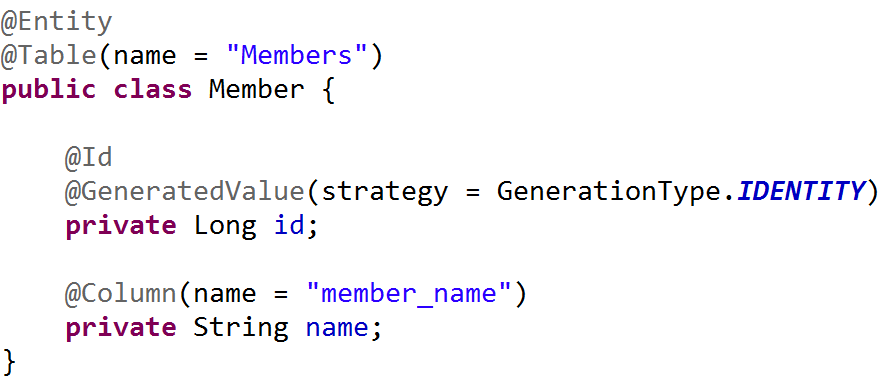 @Entity
@Table(name = "Members")
public class Member {
@Id
@GeneratedValue(strategy = GenerationType.IDENTITY)
private Long id;
@Column(name = "member_name")
private String name;
}